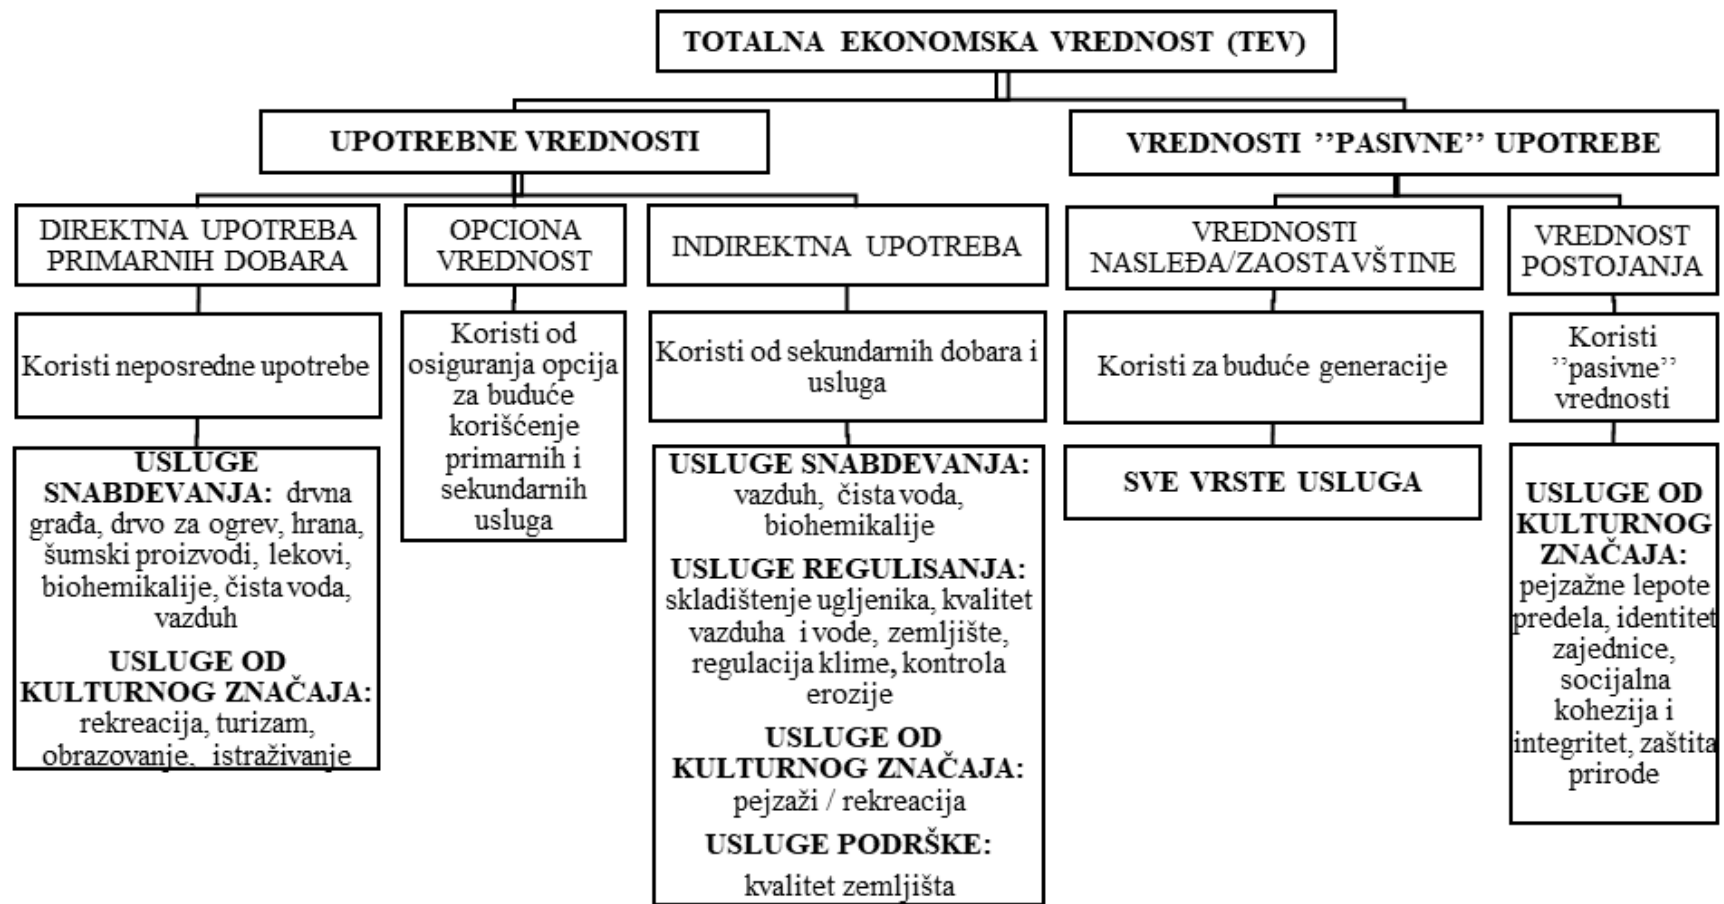 TOTALNA EKONOMSKA VREDNOST (TEV)
UPOTREBNE VREDNOSTI
VREDNOSTI ’’PASIVNE’’ UPOTREBE
DIREKTNA UPOTREBA
PRIMARNIH DOBARA
OPCIONA
VREDNOST
INDIREKTNA UPOTREBA
VREDNOSTI
NASLEĐA/ZAOSTAVŠTINE
VREDNOST
POSTOJANJA
Koristi neposredne upotrebe
Koristi od
osiguranja opcija
za buduće
korišćenje
primarnih i
sekundarnih
usluga
Koristi od sekundarnih dobara i
usluga
Koristi za buduće generacije
Koristi
’’pasivne’’
vrednosti
USLUGE
SNABDEVANJA: drvna
građa, drvo za ogrev, hrana,
šumski proizvodi, lekovi,
biohemikalije, čista voda,
vazduh
USLUGE OD
KULTURNOG ZNAČAJA:
rekreacija, turizam,
obrazovanje, istraživanje
USLUGE SNABDEVANJA:
vazduh, čista voda,
biohemikalije
USLUGE REGULISANJA:
skladištenje ugljenika, kvalitet
vazduha i vode, zemljište,
regulacija klime, kontrola
erozije
USLUGE OD
KULTURNOG ZNAČAJA:
pejzaži / rekreacija
USLUGE PODRŠKE:
kvalitet zemljišta
SVE VRSTE USLUGA
USLUGE OD
KULTURNOG
ZNAČAJA:
pejzažne lepote
predela, identitet
zajednice,
socijalna
kohezija i
integritet, zaštita
prirode